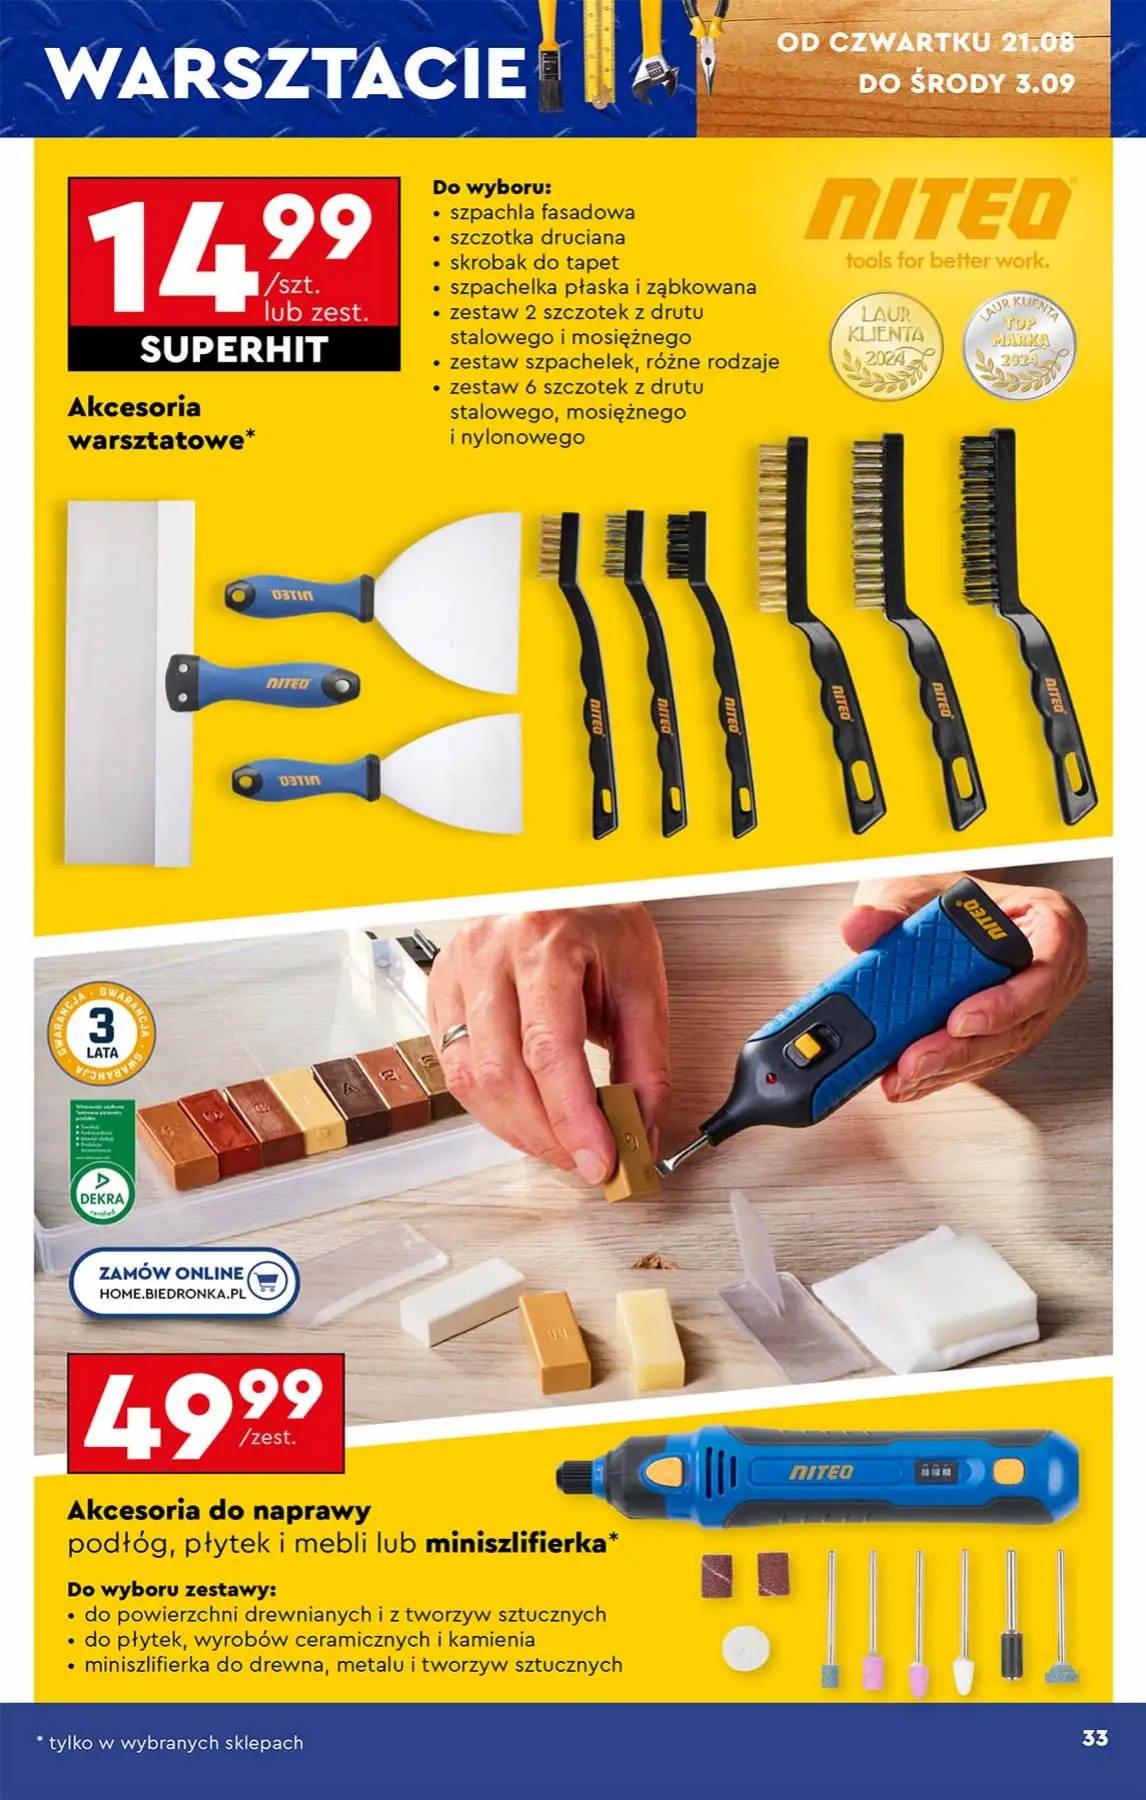 WARSZTACIE
OD CZWARTKU 21.08
DO ŚRODY 3.09
14.99
/szt.
lub zest.
SUPERHIT
Akcesoria
warsztatowe*
Do wyboru:
• szpachla fasadowa
• szczotka druciana
• skrobak do tapet
• szpachelka płaska i ząbkowana
• zestaw 2 szczotek z drutu
stalowego i mosiężnego
• zestaw szpachelek, różne rodzaje
• zestaw 6 szczotek z drutu
stalowego, mosiężnego
i nylonowego
NITEO
tools for better work.
LAUR
KLIENTA
2024
LAUR KLIENTA
TOP
MARKA
2024
NITEO
NITEO
NITEO
NITEO
NITEO
NITEO
NITEO
NITEO
NITEO
NITEO
GWARANCJA · GWARANCJA · GWARANCJA
3
LATA
DEKRA
certified
ZAMÓW ONLINE
HOME.BIEDRONKA.PL
49.99
/zest.
Akcesoria do naprawy
podłóg, płytek i mebli lub miniszlifierka*
Do wyboru zestawy:
• do powierzchni drewnianych i z tworzyw sztucznych
• do płytek, wyrobów ceramicznych i kamienia
• miniszlifierka do drewna, metalu i tworzyw sztucznych
NITEO
* tylko w wybranych sklepach
33